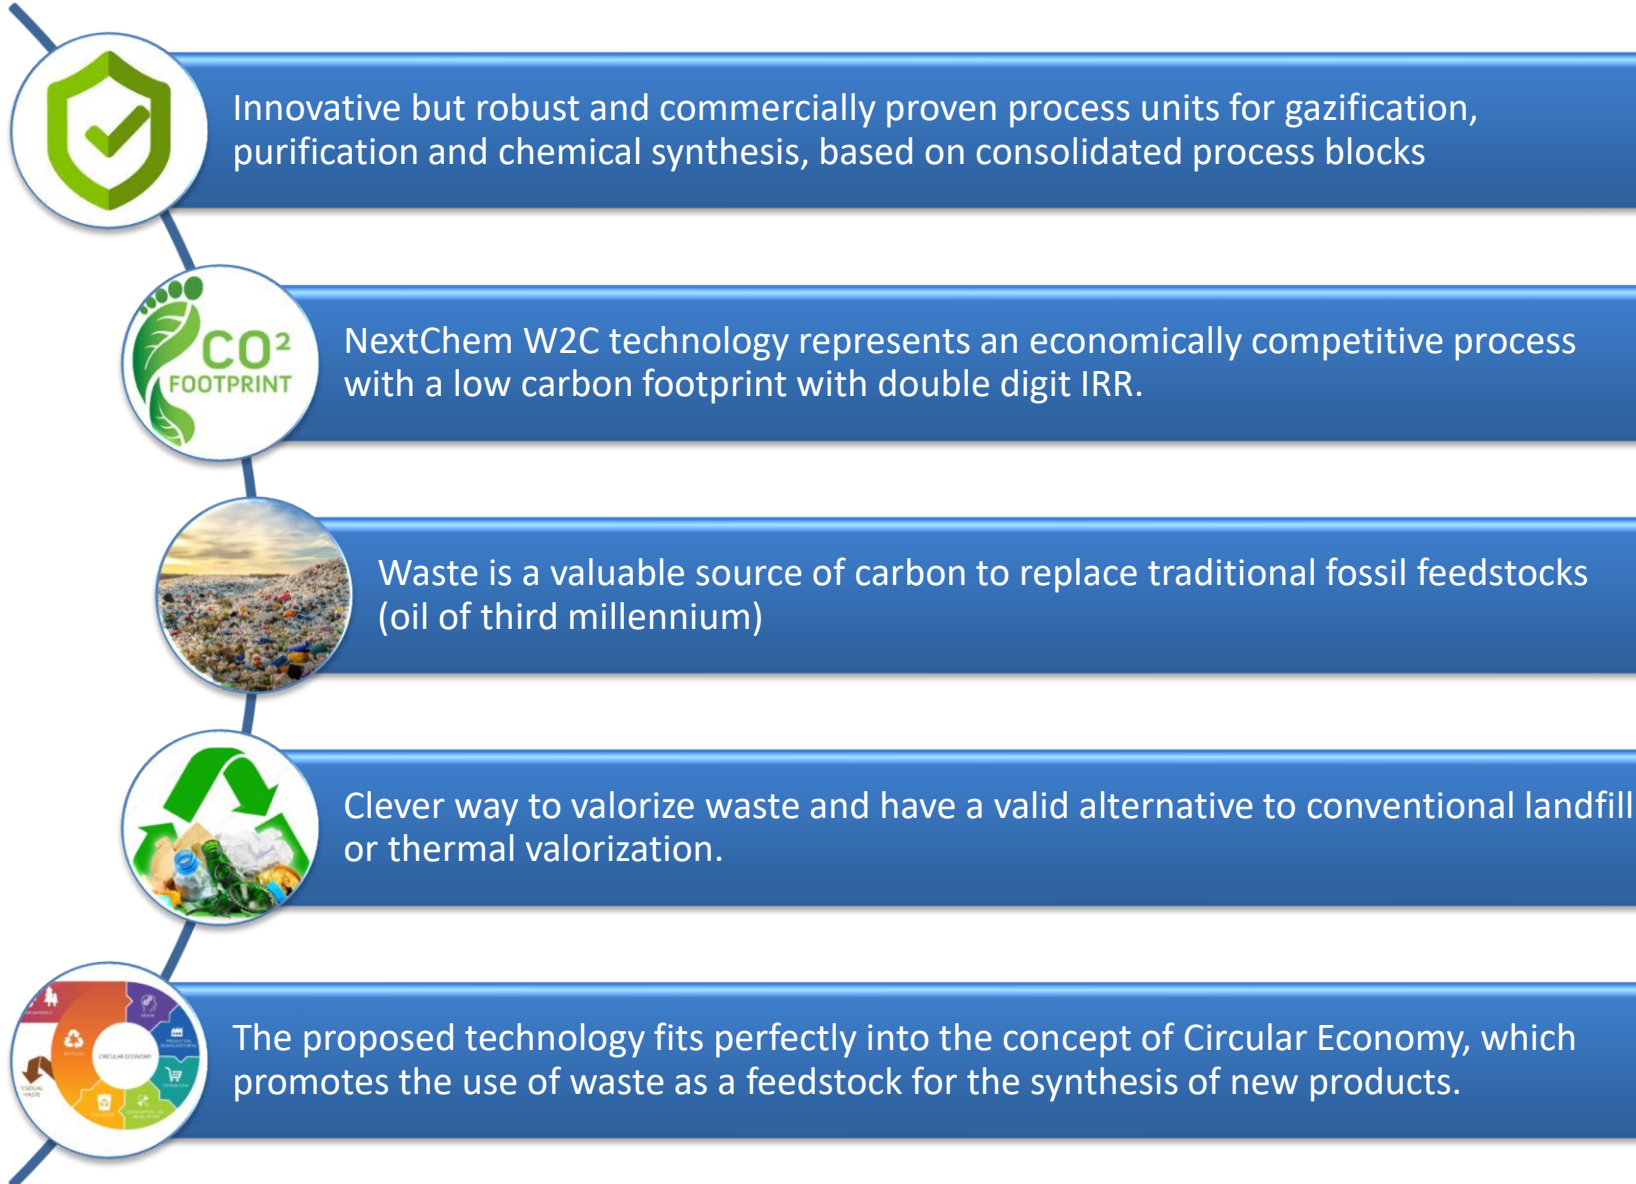 Innovative but robust and commercially proven process units for gazification,
purification and chemical synthesis, based on consolidated process blocks
CO²
FOOTPRINT
NextChem W2C technology represents an economically competitive process
with a low carbon footprint with double digit IRR.
Waste is a valuable source of carbon to replace traditional fossil feedstocks
(oil of third millennium)
Clever way to valorize waste and have a valid alternative to conventional landfill
or thermal valorization.
CIRCULAR ECONOMY
The proposed technology fits perfectly into the concept of Circular Economy, which
promotes the use of waste as a feedstock for the synthesis of new products.